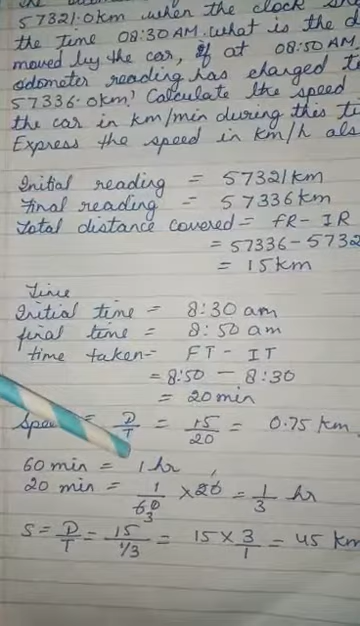 57321.0km when the clock
the time 08:30 AM. what is the
moved by the car, if at 08:50 AM,
odometer reading has changed
57336.0km? Calculate the speed
the car in km/min during this
Express the speed in km/h
Initial reading = 57321km
Final reading = 57336km
Total distance covered = FR - IR
= 57336 - 5732
= 15km
Time
Initial time = 8:30 am
final time = 8:50 am
time taken - FT - IT
= 8:50 - 8:30
= 20min
= D/T = 15/20 = 0.75 km
60 min = 1 hr
20 min = 1/60 × 20 = 1/3 hr
3
S = D/T = 15/1/3 = 15 × 3/1 = 45 km